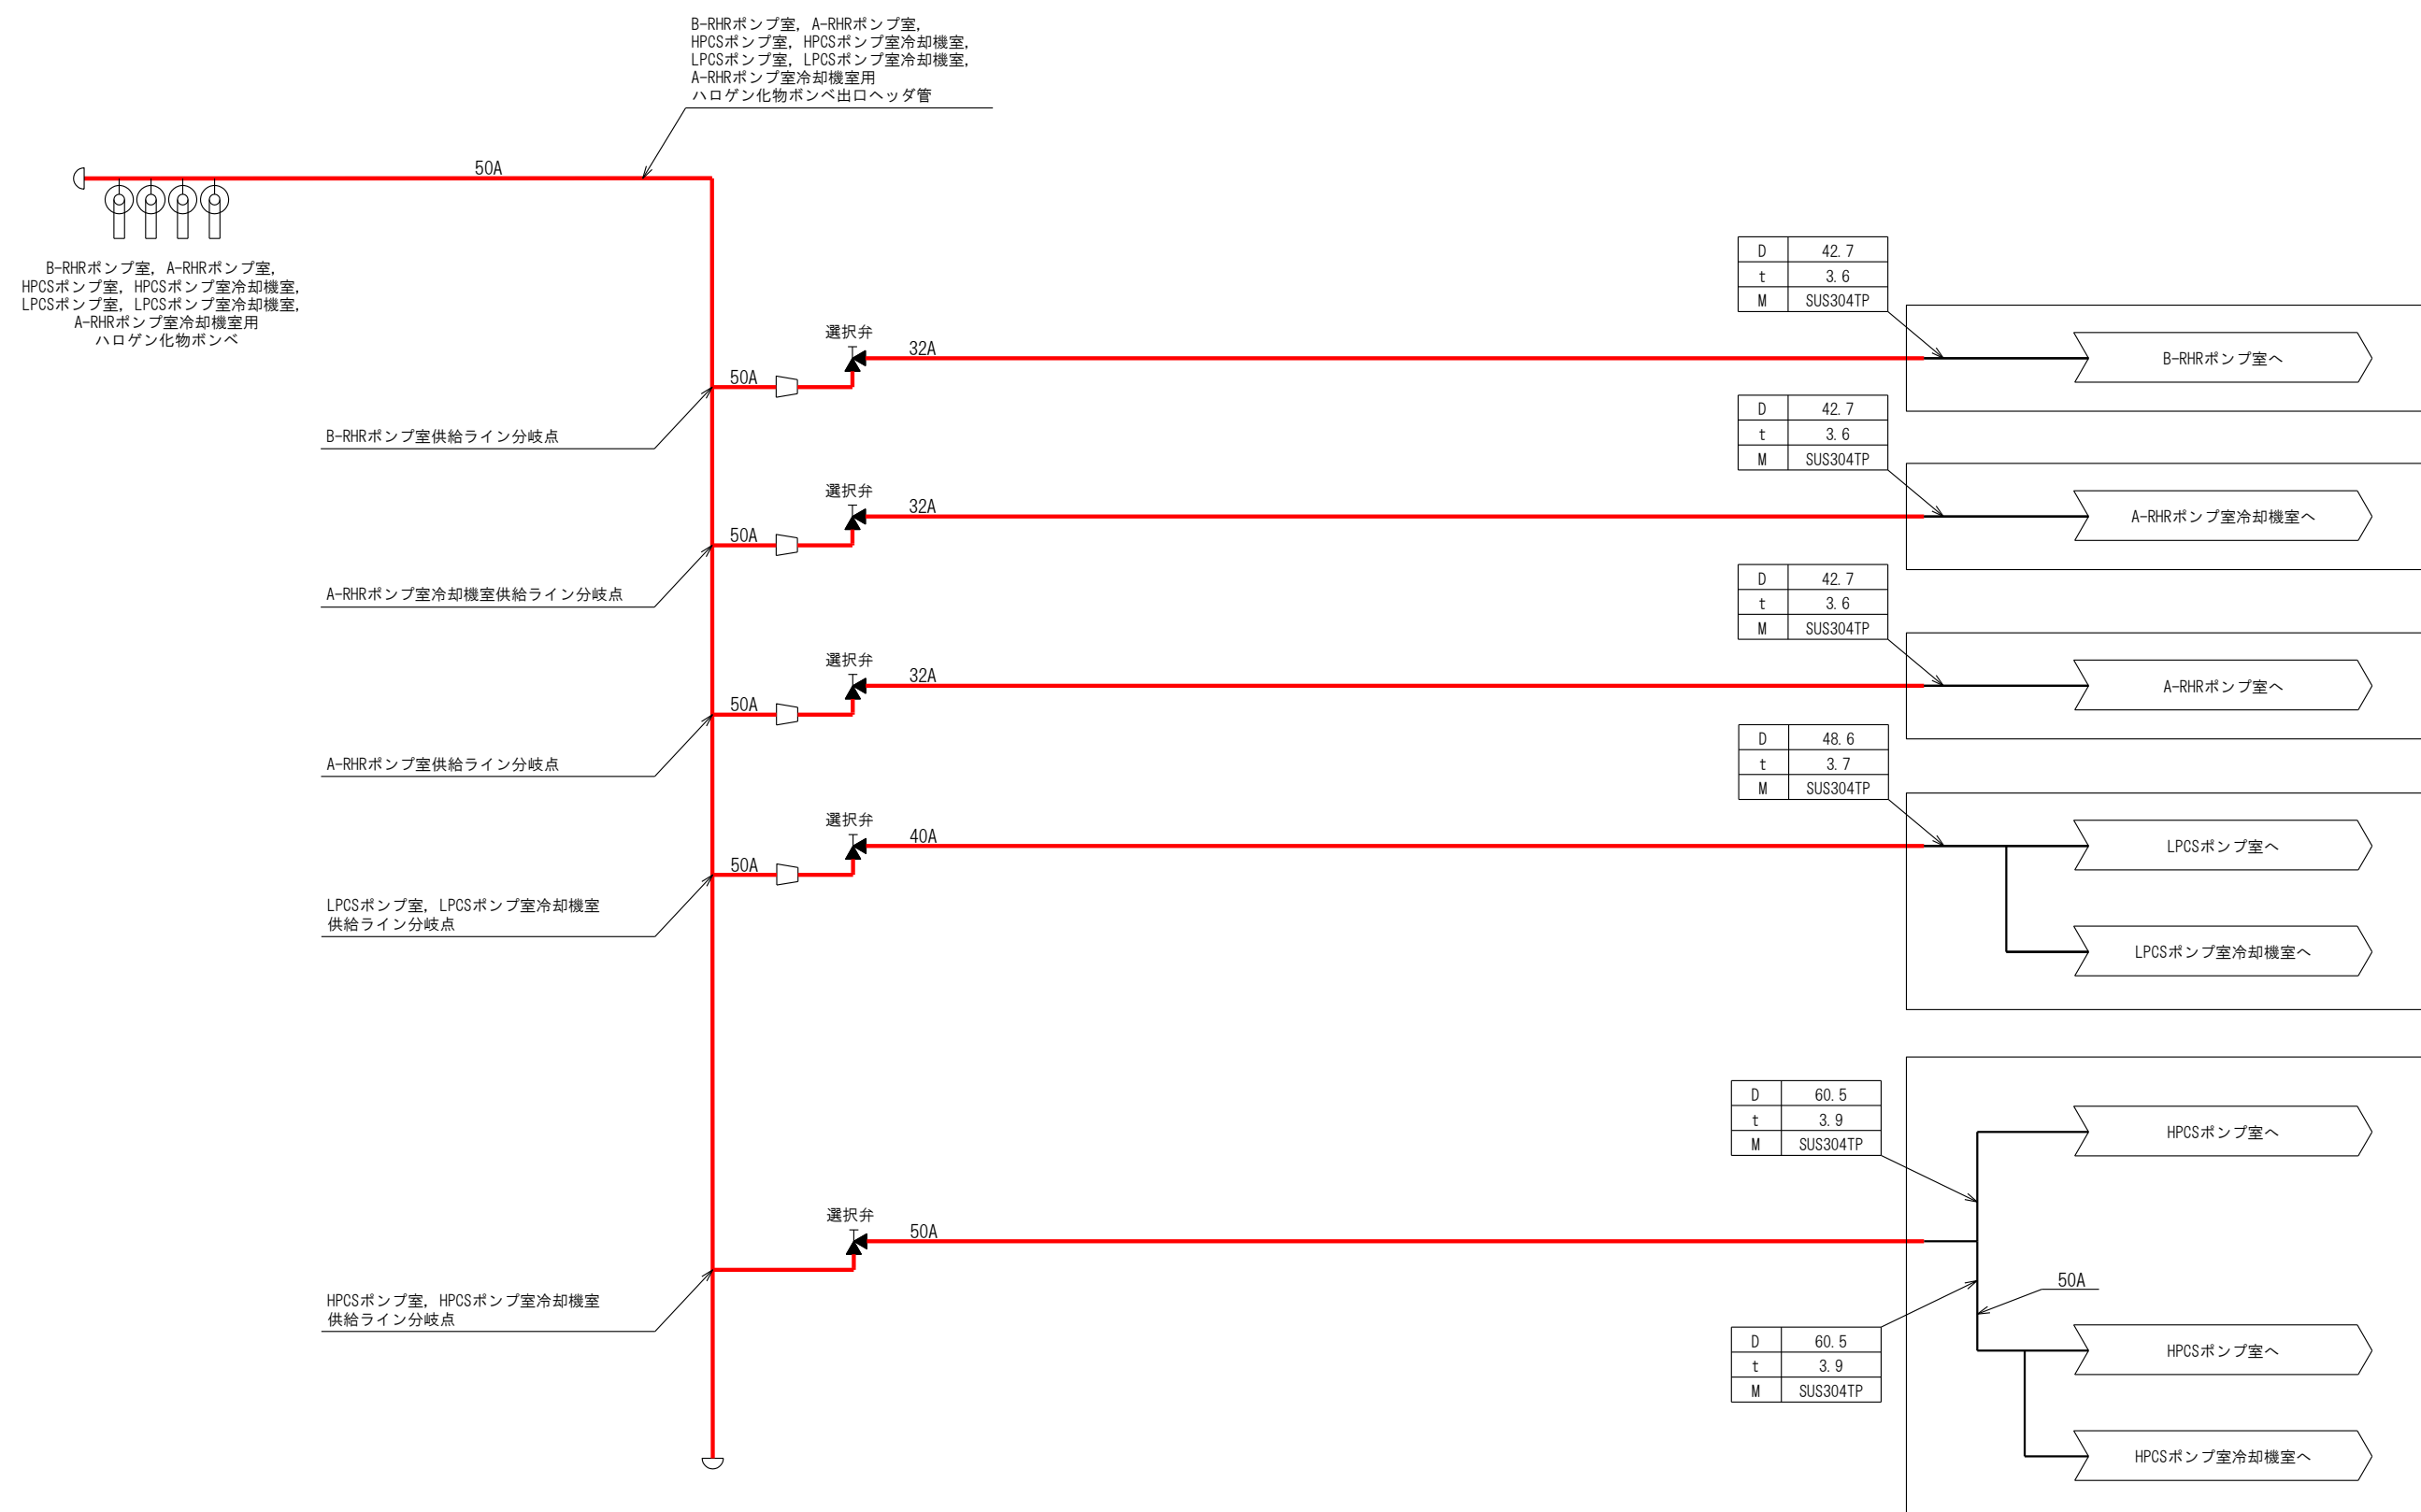 B-RHRポンプ室, A-RHRポンプ室,
HPCSポンプ室, HPCSポンプ室冷却機室,
LPCSポンプ室, LPCSポンプ室冷却機室,
A-RHRポンプ室冷却機室用
ハロゲン化物ボンベ出口ヘッダ管
50A
B-RHRポンプ室, A-RHRポンプ室,
HPCSポンプ室, HPCSポンプ室冷却機室,
LPCSポンプ室, LPCSポンプ室冷却機室,
A-RHRポンプ室冷却機室用
ハロゲン化物ボンベ
D 42.7
t 3.6
M SUS304TP
選択弁
32A
50A
B-RHRポンプ室へ
B-RHRポンプ室供給ライン分岐点
D 42.7
t 3.6
M SUS304TP
選択弁
32A
50A
A-RHRポンプ室冷却機室へ
A-RHRポンプ室冷却機室供給ライン分岐点
D 42.7
t 3.6
M SUS304TP
選択弁
32A
50A
A-RHRポンプ室へ
A-RHRポンプ室供給ライン分岐点
D 48.6
t 3.7
M SUS304TP
選択弁
40A
50A
LPCSポンプ室へ
LPCSポンプ室, LPCSポンプ室冷却機室
供給ライン分岐点
LPCSポンプ室冷却機室へ
D 60.5
t 3.9
M SUS304TP
HPCSポンプ室へ
選択弁
50A
50A
HPCSポンプ室, HPCSポンプ室冷却機室
供給ライン分岐点
D 60.5
t 3.9
M SUS304TP
HPCSポンプ室へ
HPCSポンプ室冷却機室へ